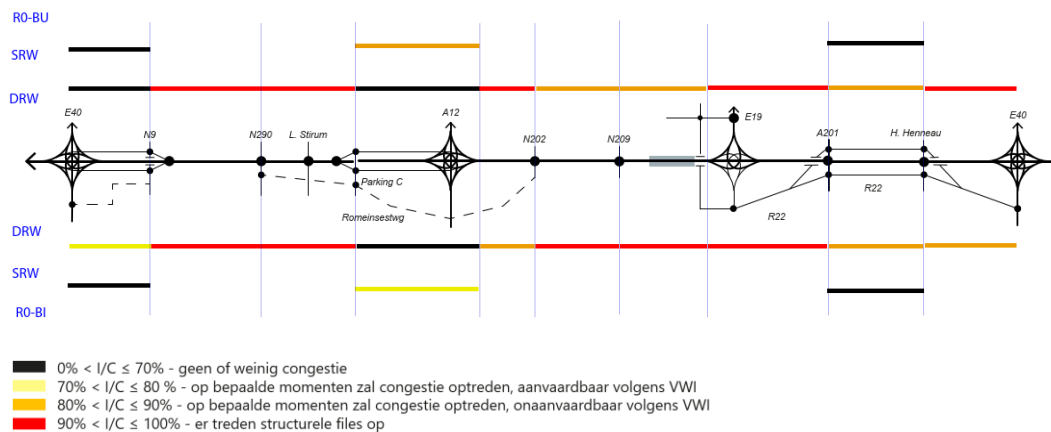 R0-BU
SRW
DRW
E40
N9
N290
L. Stirum
A12
N202
N209
E19
A201
H. Henneau
E40
Parking C
R22
Romeinsestwg
R22
DRW
SRW
R0-BI
0% < I/C ≤ 70% - geen of weinig congestie
70% < I/C ≤ 80 % - op bepaalde momenten zal congestie optreden, aanvaardbaar volgens VWI
80% < I/C ≤ 90% - op bepaalde momenten zal congestie optreden, onaanvaardbaar volgens VWI
90% < I/C ≤ 100% - er treden structurele files op